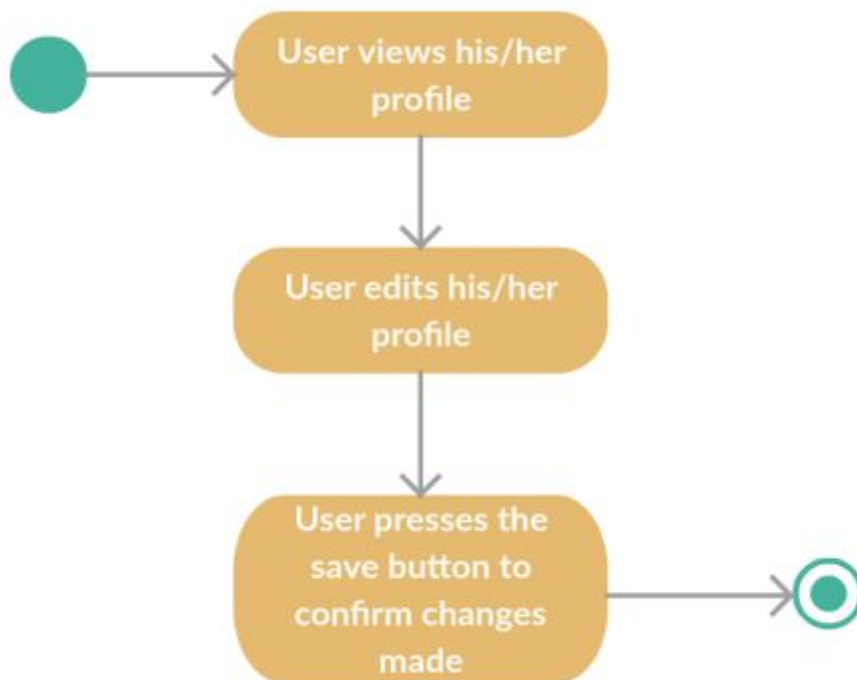 User views his/her
profile
User edits his/her
profile
User presses the
save button to
confirm changes
made